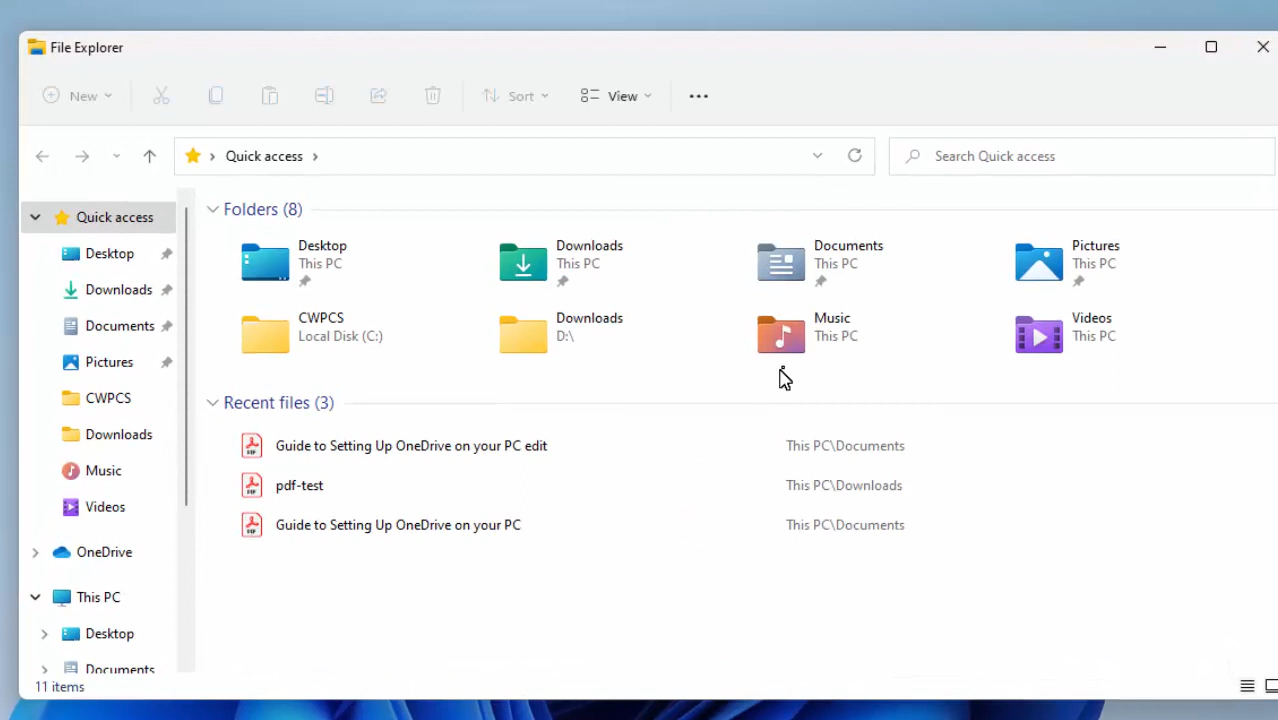 File Explorer
New
Sort
View
Quick access
Search Quick access
Quick access
Desktop
Downloads
Documents
Pictures
CWPCS
Downloads
Music
Videos
OneDrive
This PC
Desktop
Documents
Folders (8)
Desktop
This PC
Downloads
This PC
Documents
This PC
Pictures
This PC
CWPCS
Local Disk (C:)
Downloads
D:\
Music
This PC
Videos
This PC
Recent files (3)
Guide to Setting Up OneDrive on your PC edit
This PC\Documents
pdf-test
This PC\Downloads
Guide to Setting Up OneDrive on your PC
This PC\Documents
11 items